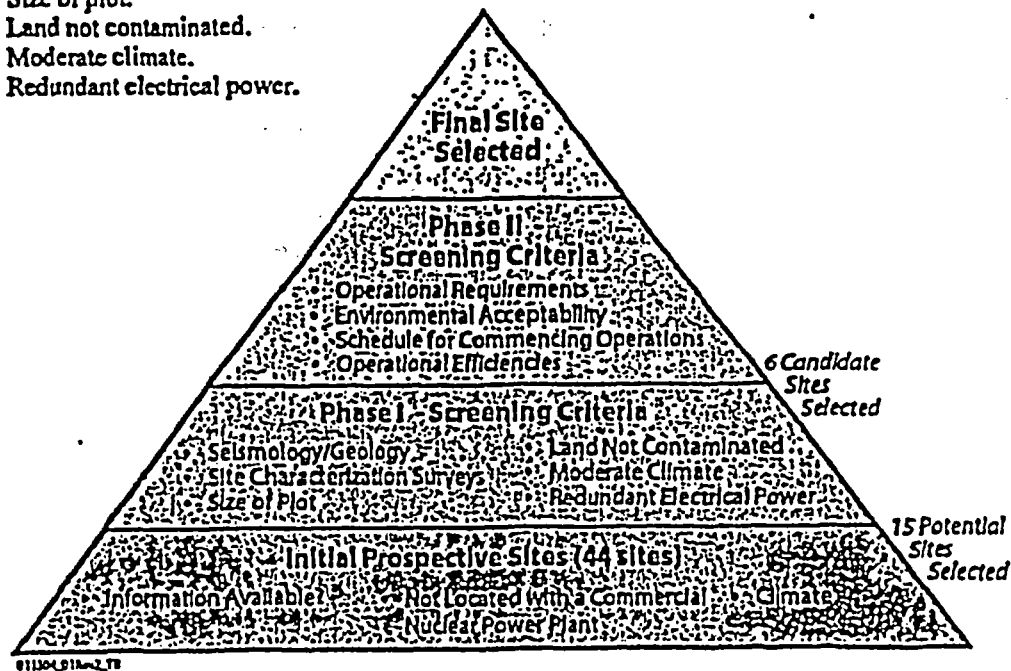 Size of plot.
Land not contaminated.
Moderate climate.
Redundant electrical power.
Final Site
Selected
Phase II
Screening Criteria
• Operational Requirements
• Environmental Acceptability
• Schedule for Commencing Operations
• Operational Efficiencies
6 Candidate
Sites
Selected
Phase I - Screening Criteria
• Seismology/Geology
• Site Characterization Surveys
• Size of Plot
• Land Not Contaminated
• Moderate Climate
• Redundant Electrical Power
15 Potential
Sites
Selected
Initial Prospective Sites (44 sites)
• Information Available?
• Not Located with a Commercial
Nuclear Power Plant
• Climate